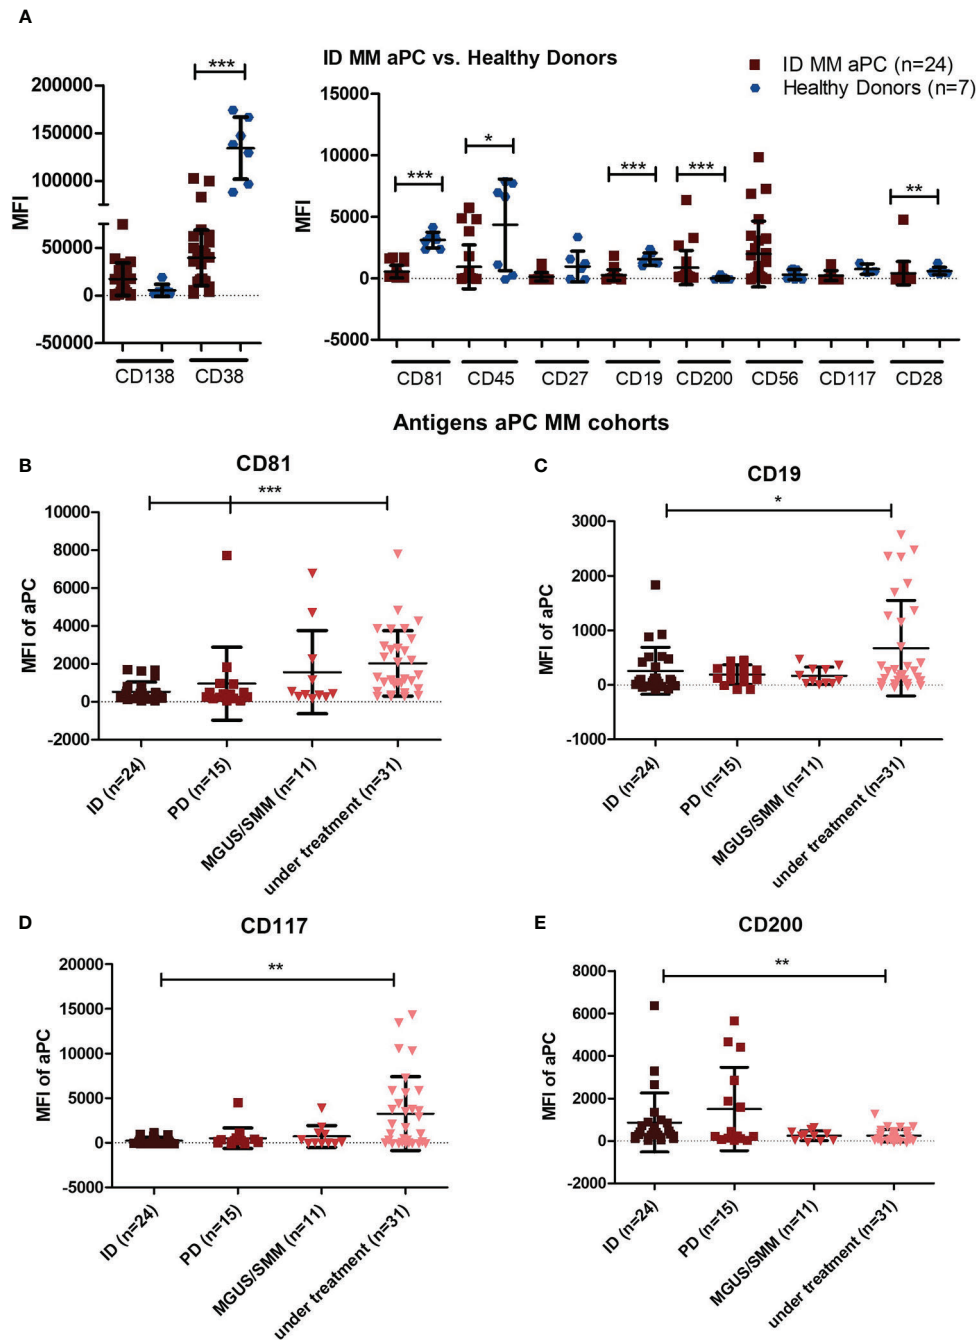 A
ID MM aPC vs. Healthy Donors
ID MM aPC (n=24)
Healthy Donors (n=7)
MFI
200000
150000
100000
50000
0
-50000
***
CD138
CD38
MFI
15000
10000
5000
0
-5000
***
*
***
***
**
CD81
CD45
CD27
CD19
CD200
CD56
CD117
CD28
Antigens aPC MM cohorts
B
CD81
***
MFI of aPC
10000
8000
6000
4000
2000
0
-2000
ID (n=24)
PD (n=15)
MGUS/SMM (n=11)
under treatment (n=31)
C
CD19
*
MFI of aPC
3000
2000
1000
0
-1000
ID (n=24)
PD (n=15)
MGUS/SMM (n=11)
under treatment (n=31)
D
CD117
**
MFI of aPC
20000
15000
10000
5000
0
-5000
ID (n=24)
PD (n=15)
MGUS/SMM (n=11)
under treatment (n=31)
E
CD200
**
MFI of aPC
8000
6000
4000
2000
0
-2000
ID (n=24)
PD (n=15)
MGUS/SMM (n=11)
under treatment (n=31)